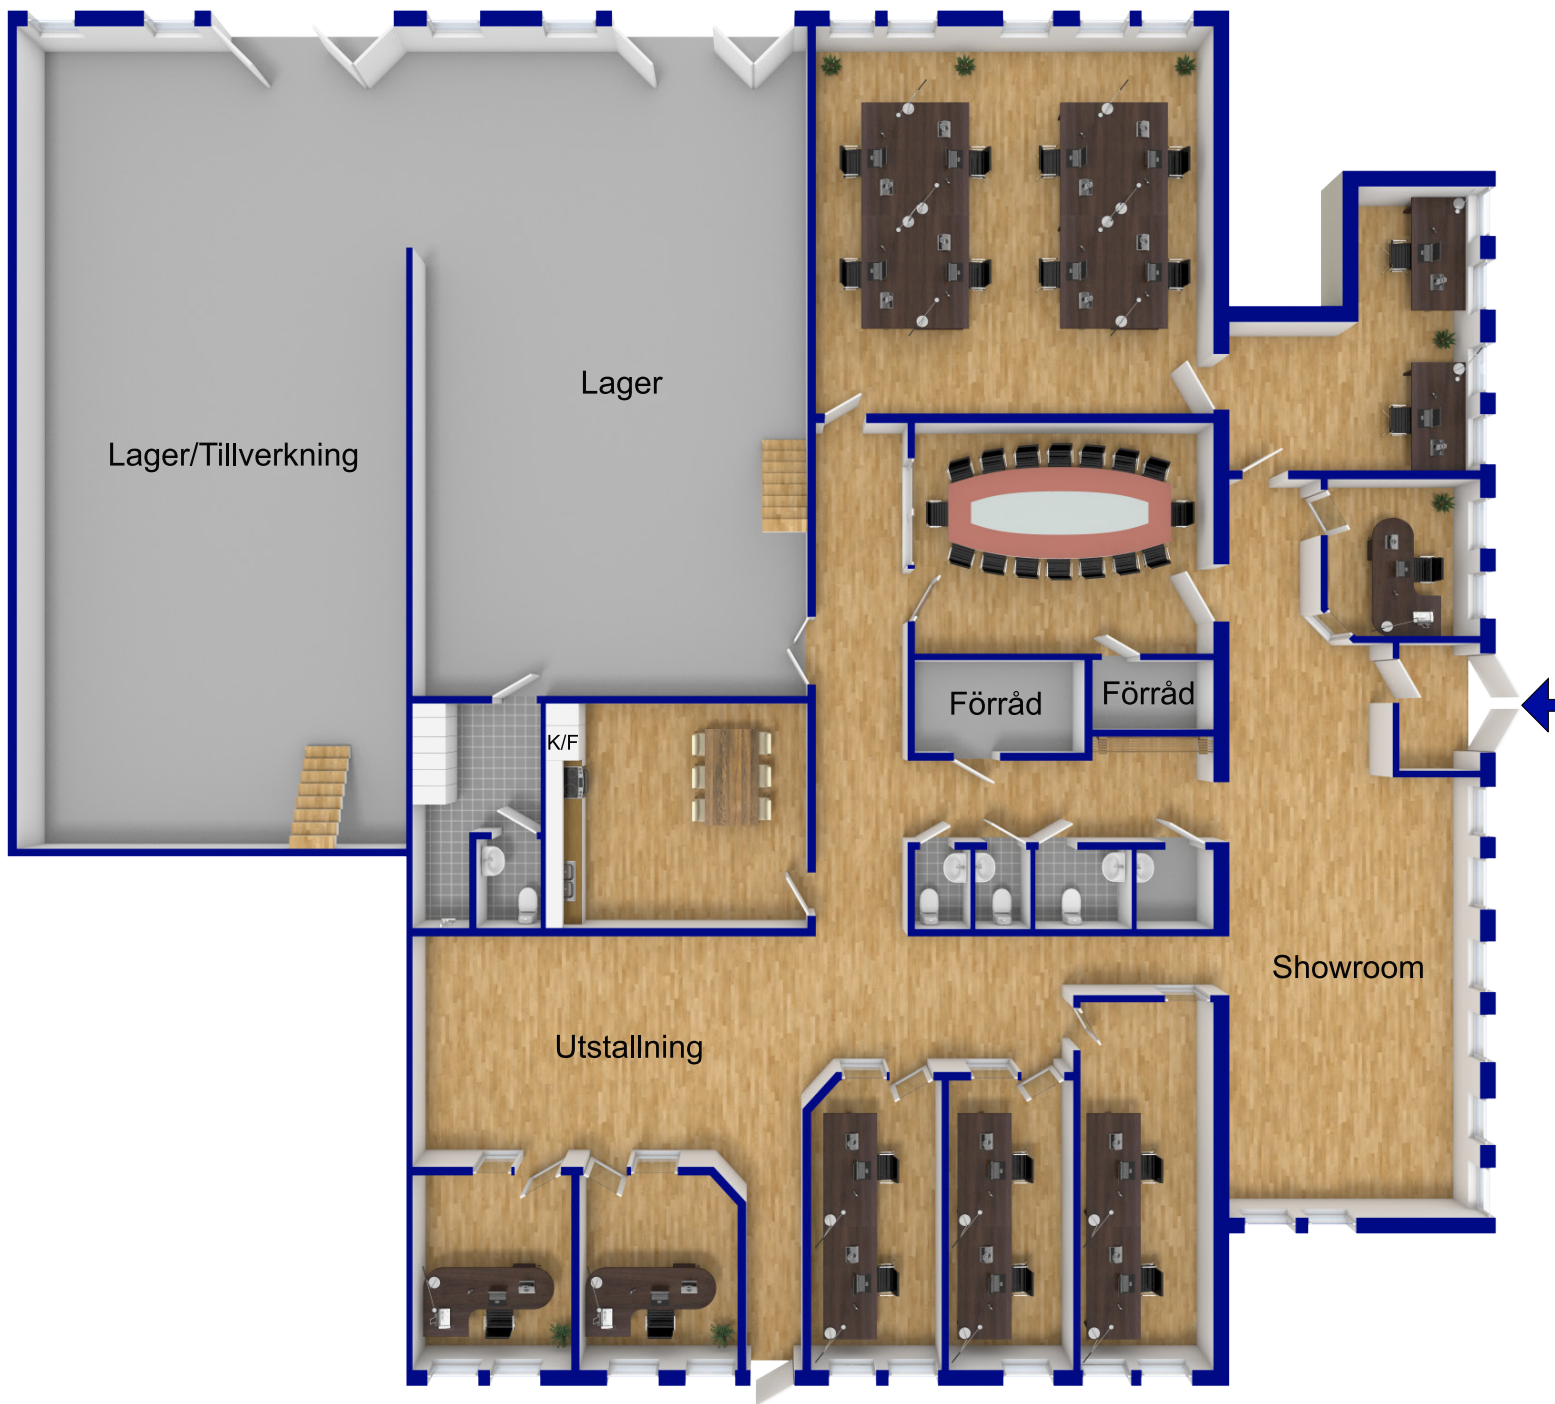 Lager
Lager/Tillverkning
Förråd
Förråd
K/F
Showroom
Utstallning